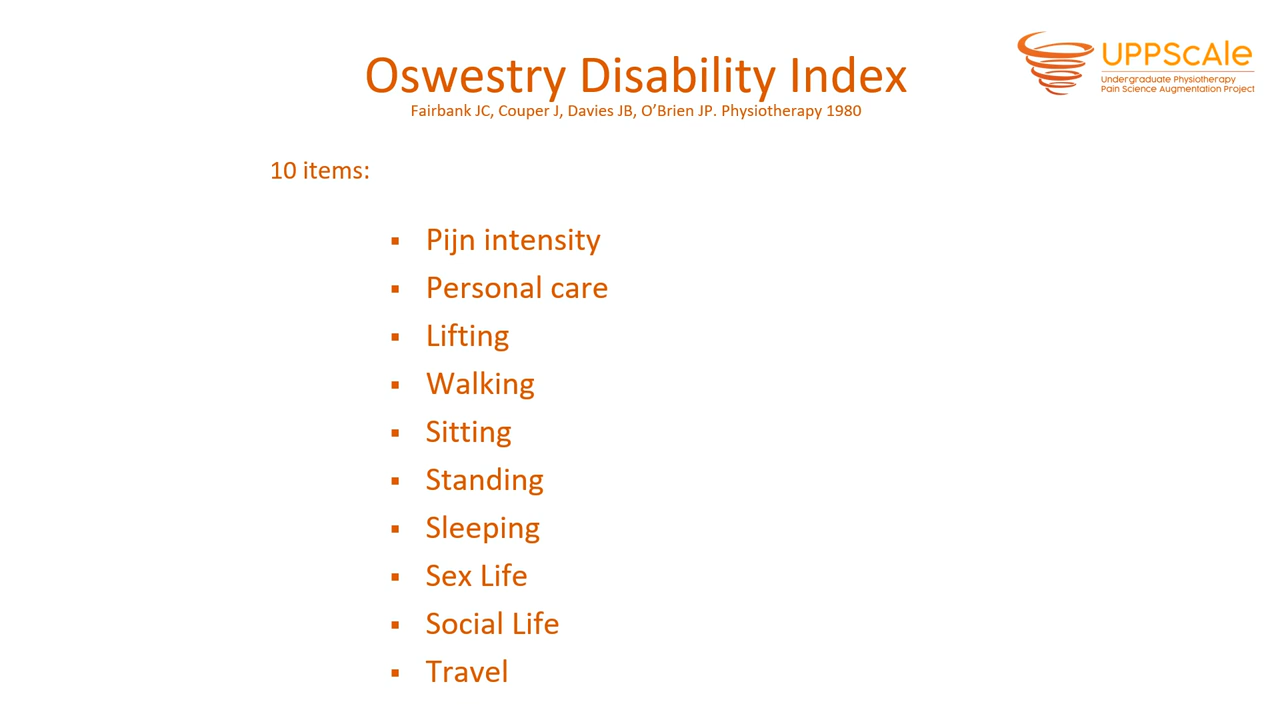 Oswestry Disability Index
Fairbank JC, Couper J, Davies JB, O’Brien JP. Physiotherapy 1980
UPPScale
Undergraduate Physiotherapy
Pain Science Augmentation Project
10 items:
▪ Pijn intensity
▪ Personal care
▪ Lifting
▪ Walking
▪ Sitting
▪ Standing
▪ Sleeping
▪ Sex Life
▪ Social Life
▪ Travel